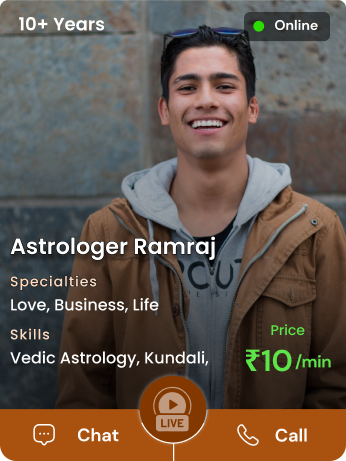 10+ Years
Online
Astrologer Ramraj
Specialties
Love, Business, Life
Skills
Vedic Astrology, Kundali,
Price
₹10/min
LIVE
Chat
Call